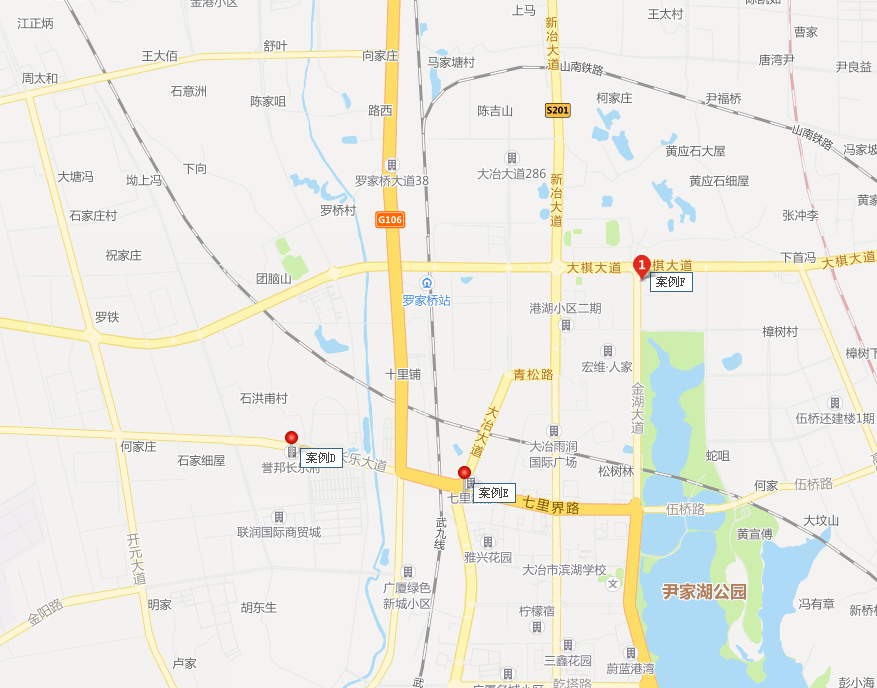 金港小区
上马
江正炳
新冶大道
王太村
曹家
王大佰
舒叶
向家庄
马家塘村
山南铁路
唐湾尹
尹良益
周太和
石意洲
陈家咀
路西
陈吉山
S201
柯家庄
尹福桥
山南铁路
冯家坡
黄应石大屋
大塘冯
坳上冯
下向
罗家桥大道38
大冶大道286
新冶大道
黄应石细屋
石家庄村
罗桥村
G106
张冲李
祝家庄
团脑山
大棋大道
1
棋大道
下首冯
大棋大道
案例F
罗家桥站
港湖小区二期
罗铁
樟树村
宏维·人家
樟树下
十里铺
青松路
金湖大道
石洪甫村
大冶大道
伍桥还建楼1期
何家庄
石家细屋
案例D
誉邦长乐府
长乐大道
大冶雨润
国际广场
松树林
蛇咀
案例E
七里界路
何家
伍桥路
伍桥路
联润国际商贸城
武九线
大坟山
黄宣傅
开元大道
雅兴花园
大冶市滨湖学校
文
广厦绿色
新城小区
尹家湖公园
金阳路
明家
胡东生
柠檬宿
冯有章
新桥
卢家
三鑫花园
蔚蓝港湾
彭小海
乾塔路